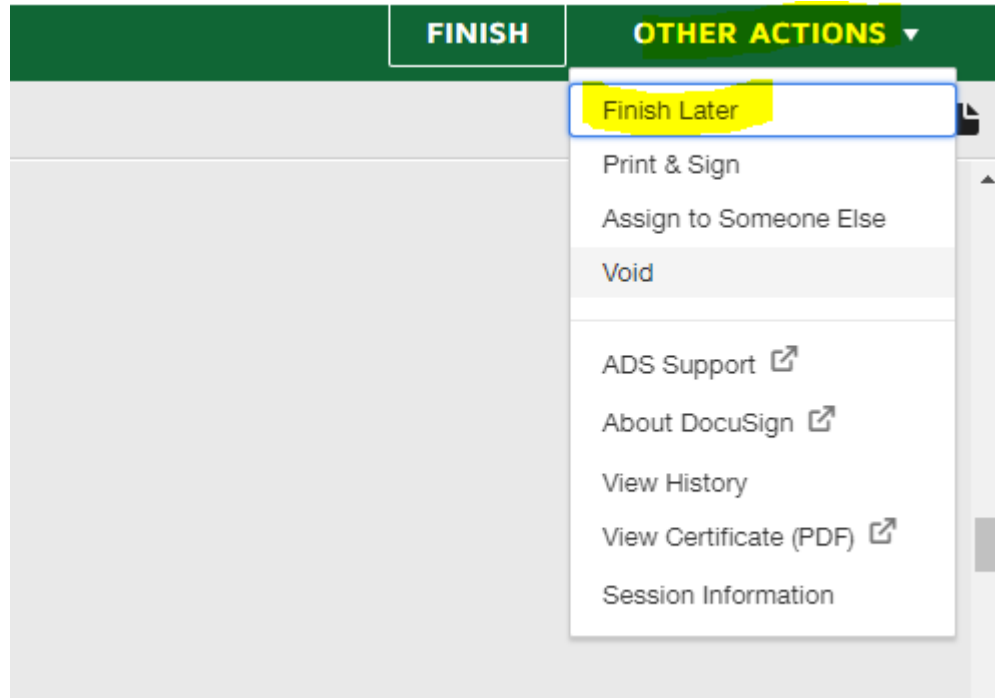 FINISH
OTHER ACTIONS
Finish Later
Print & Sign
Assign to Someone Else
Void
ADS Support
About DocuSign
View History
View Certificate (PDF)
Session Information